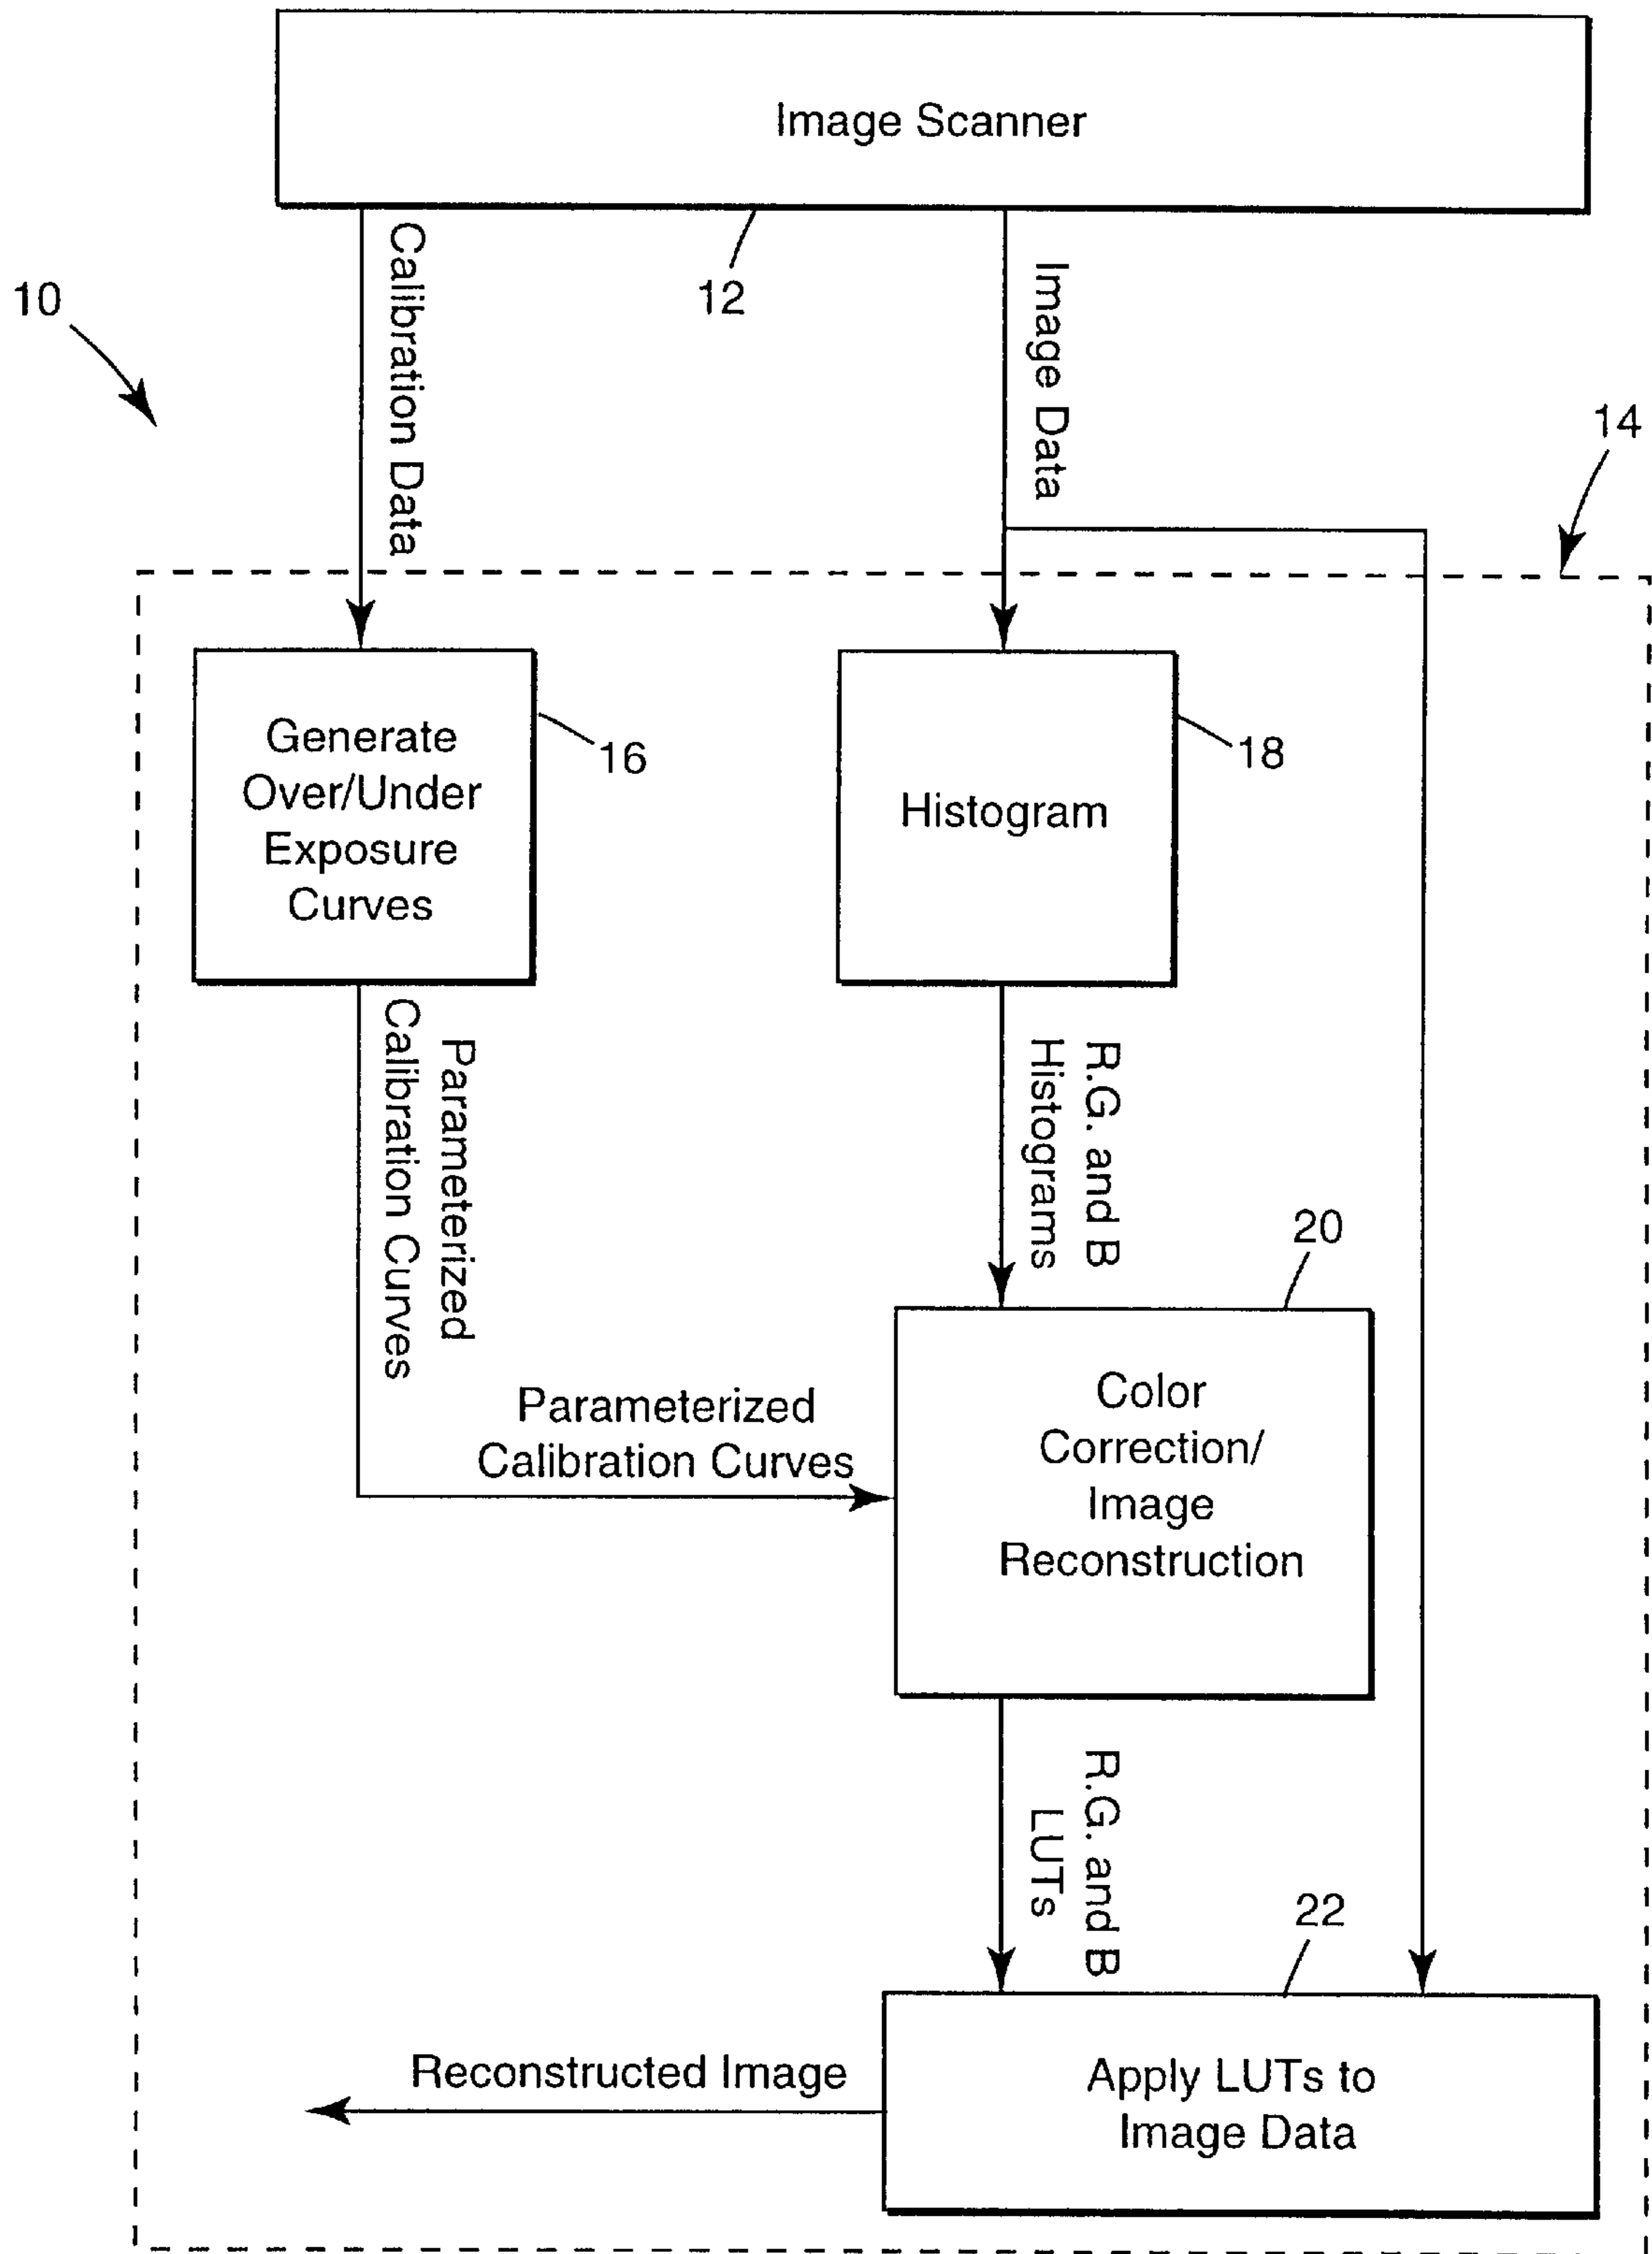 Image Scanner
12
10
Calibration Data
Image Data
14
Generate
Over/Under
Exposure
Curves
16
Histogram
18
Parameterized
Calibration Curves
R.G. and B
Histograms
20
Parameterized
Calibration Curves
Color
Correction/
Image
Reconstruction
R.G. and B
LUTs
22
Reconstructed Image
Apply LUTs to
Image Data